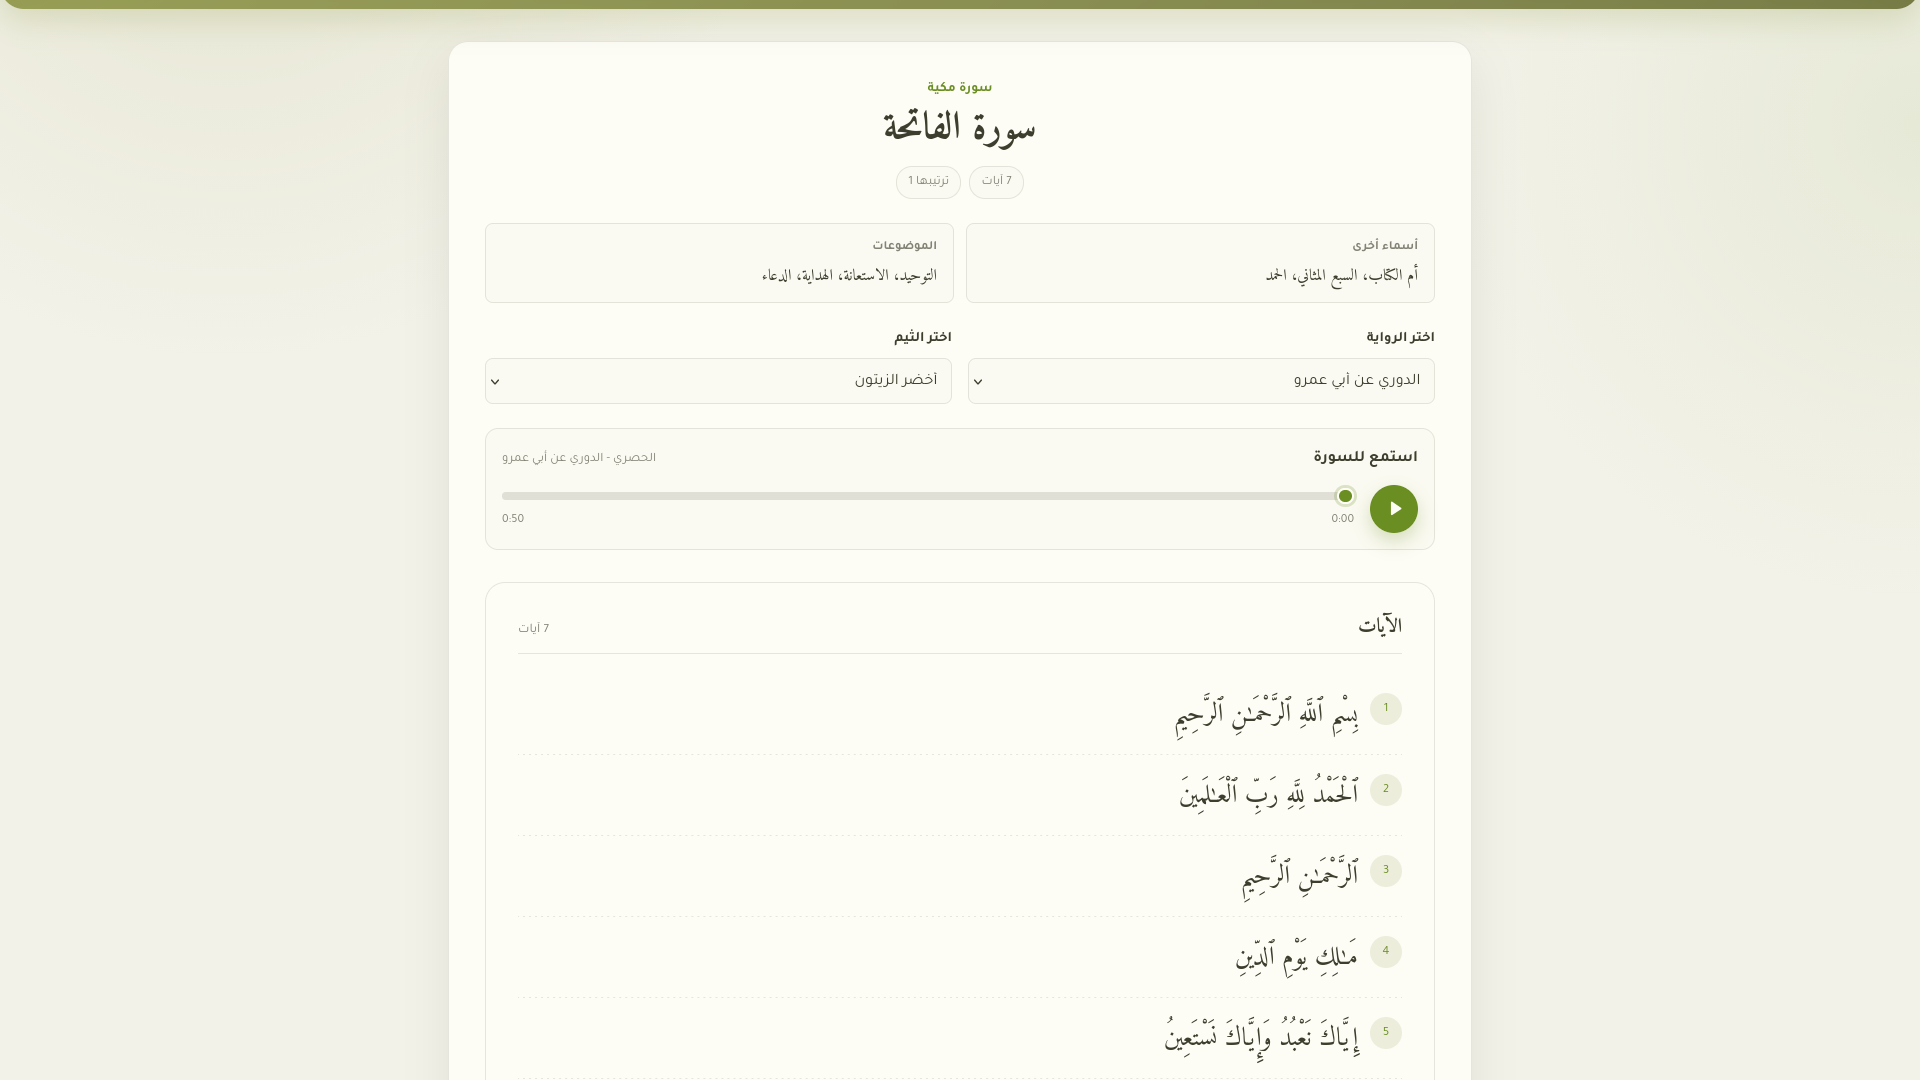 سورة مكية
سورة الفاتحة
7 آيات
ترتيبها 1
أسماء أخرى
أم الكتاب، السبع المثاني، الحمد
الموضوعات
التوحيد، الاستعانة، الهداية، الدعاء
اختر الرواية
الدوري عن أبي عمرو
اختر الثيم
أخضر الزيتون
استمع للسورة
الحصري - الدوري عن أبي عمرو
0:00
0:50
الآيات
7 آيات
1 بِسْمِ ٱللَّهِ ٱلرَّحْمَـٰنِ ٱلرَّحِيمِ
2 ٱلْحَمْدُ لِلَّهِ رَبِّ ٱلْعَـٰلَمِينَ
3 ٱلرَّحْمَـٰنِ ٱلرَّحِيمِ
4 مَـٰلِكِ يَوْمِ ٱلدِّينِ
5 إِيَّاكَ نَعْبُدُ وَإِيَّاكَ نَسْتَعِينُ